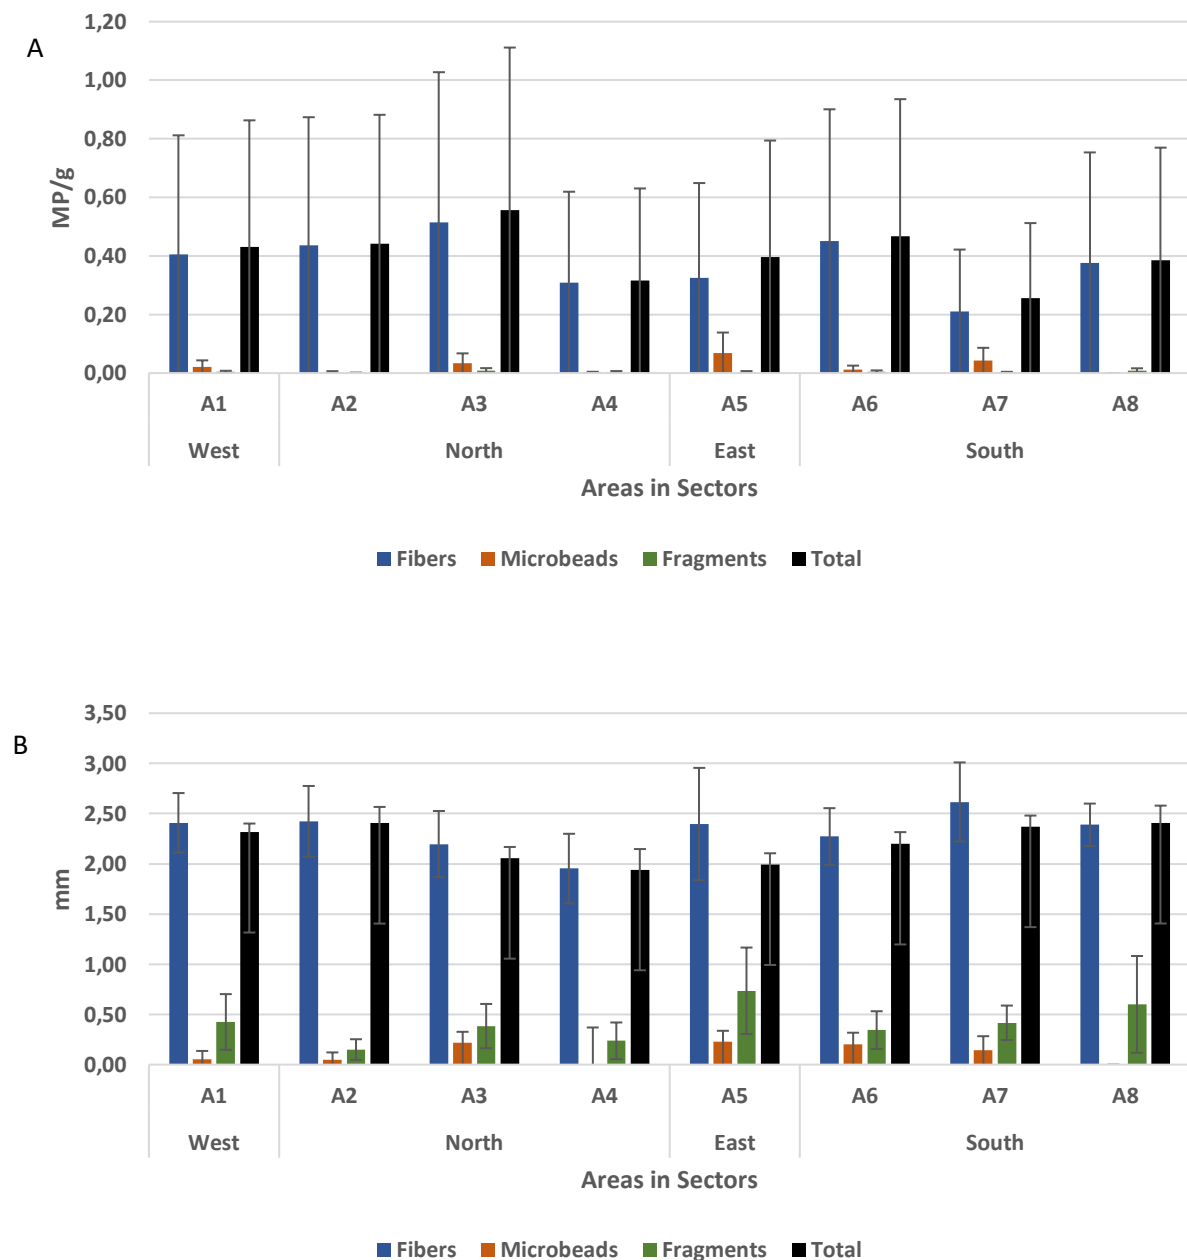 A
MP/g
1,20
1,00
0,80
0,60
0,40
0,20
0,00
A1 A2 A3 A4 A5 A6 A7 A8
West North East South
Areas in Sectors
Fibers Microbeads Fragments Total
B
mm
3,50
3,00
2,50
2,00
1,50
1,00
0,50
0,00
A1 A2 A3 A4 A5 A6 A7 A8
West North East South
Areas in Sectors
Fibers Microbeads Fragments Total